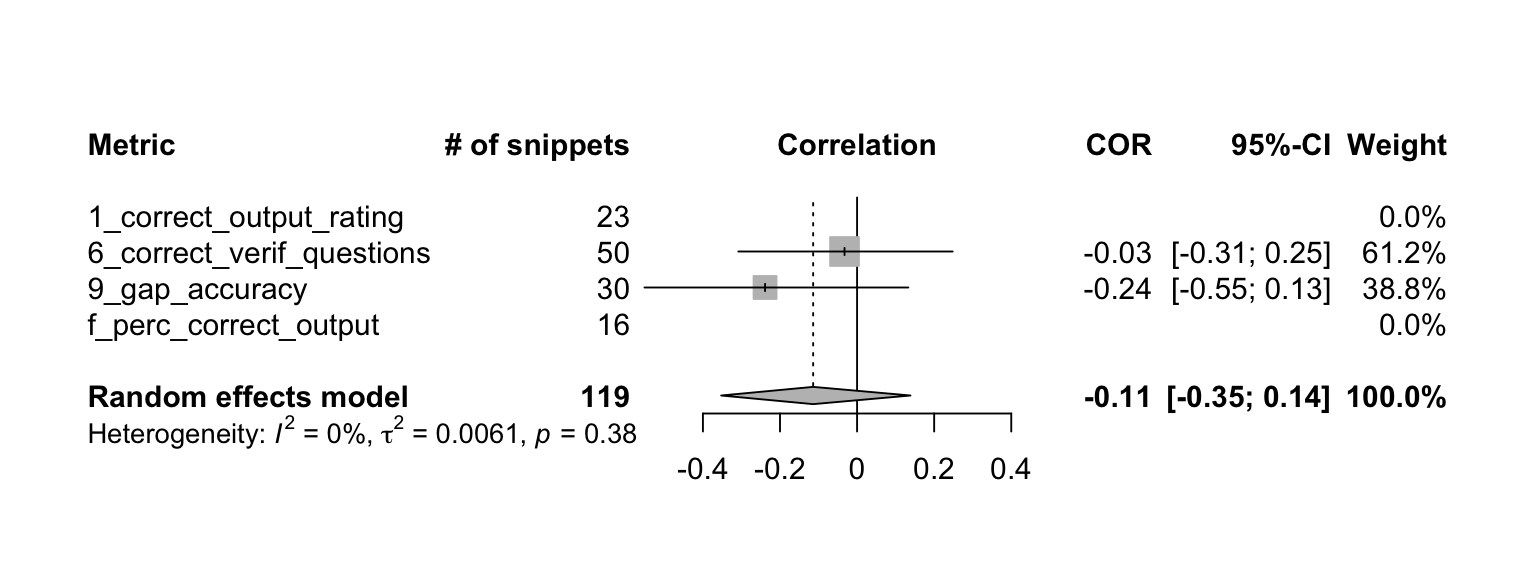 Metric # of snippets Correlation COR 95%-CI Weight
1_correct_output_rating 23 0.0%
6_correct_verif_questions 50 -0.03 [-0.31; 0.25] 61.2%
9_gap_accuracy 30 -0.24 [-0.55; 0.13] 38.8%
f_perc_correct_output 16 0.0%
Random effects model 119 -0.11 [-0.35; 0.14] 100.0%
Heterogeneity: I² = 0%, τ² = 0.0061, p = 0.38
-0.4 -0.2 0 0.2 0.4